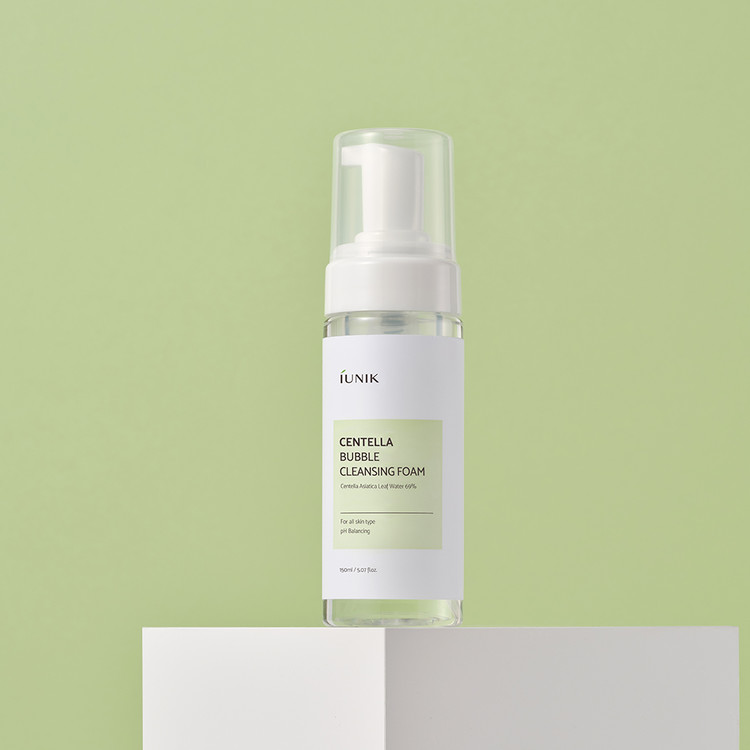 iUNIK
CENTELLA
BUBBLE
CLEANSING FOAM
Centella Asiatica Leaf Water 69%
For all skin type
pH Balancing
150ml / 5.07 fl.oz.